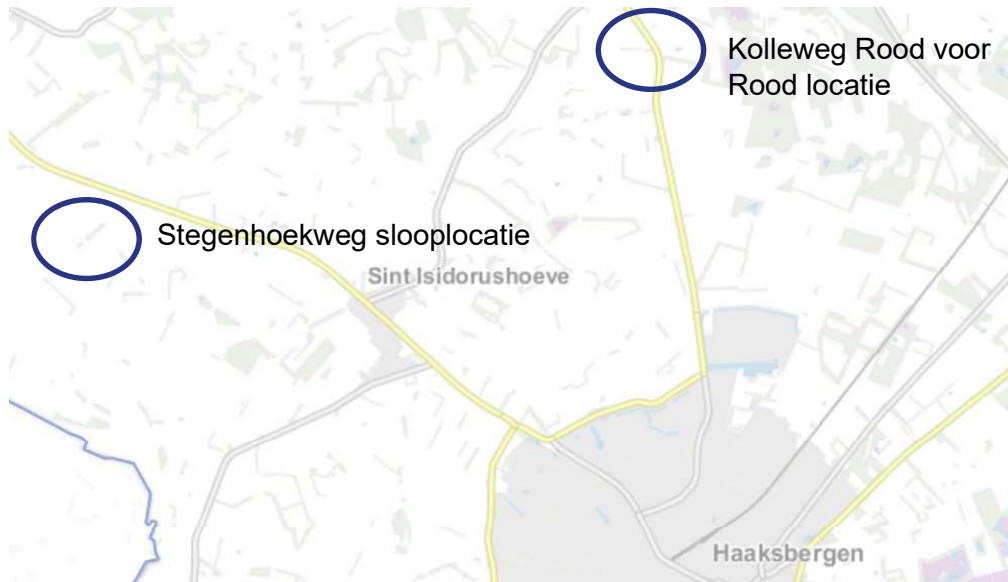 Kolleweg Rood voor
Rood locatie
Stegenhoekweg slooplocatie
Sint Isidorushoeve
Haaksbergen